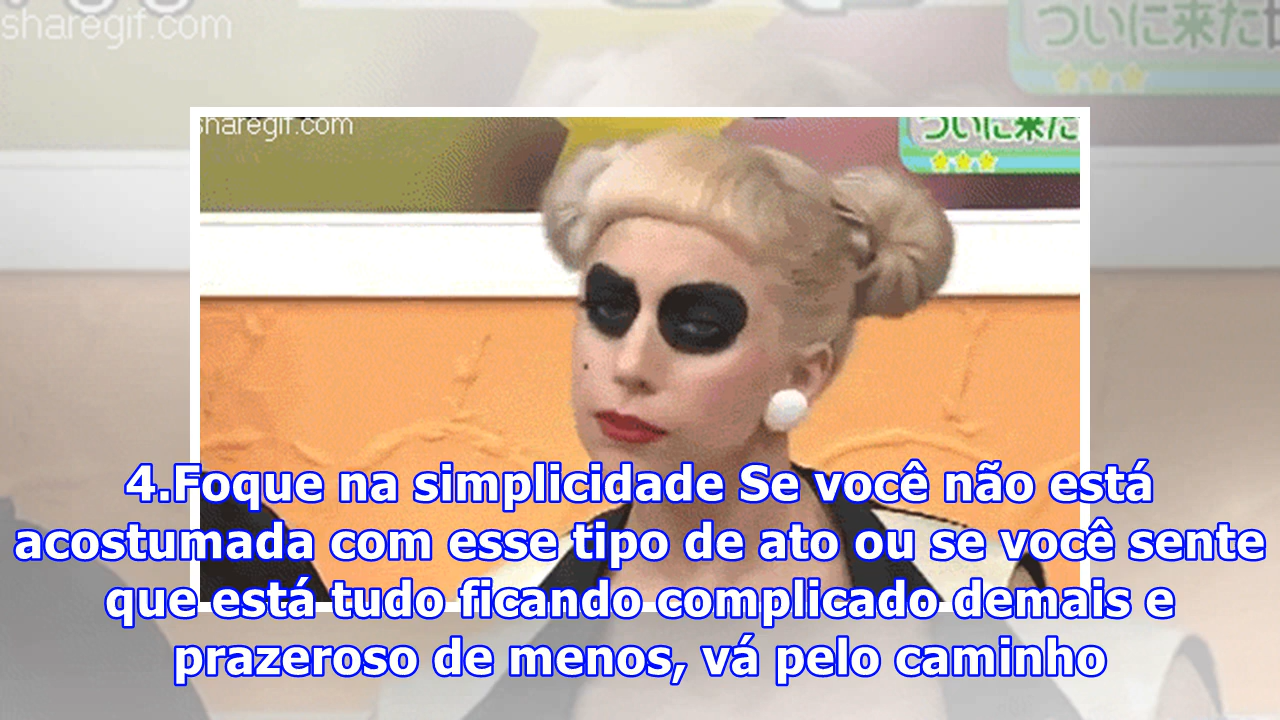 sharegif.com
ついに来た
sharegif.com
ついに来た
4.Foque na simplicidade Se você não está
acostumada com esse tipo de ato ou se você sente
que está tudo ficando complicado demais e
prazeroso de menos, vá pelo caminho